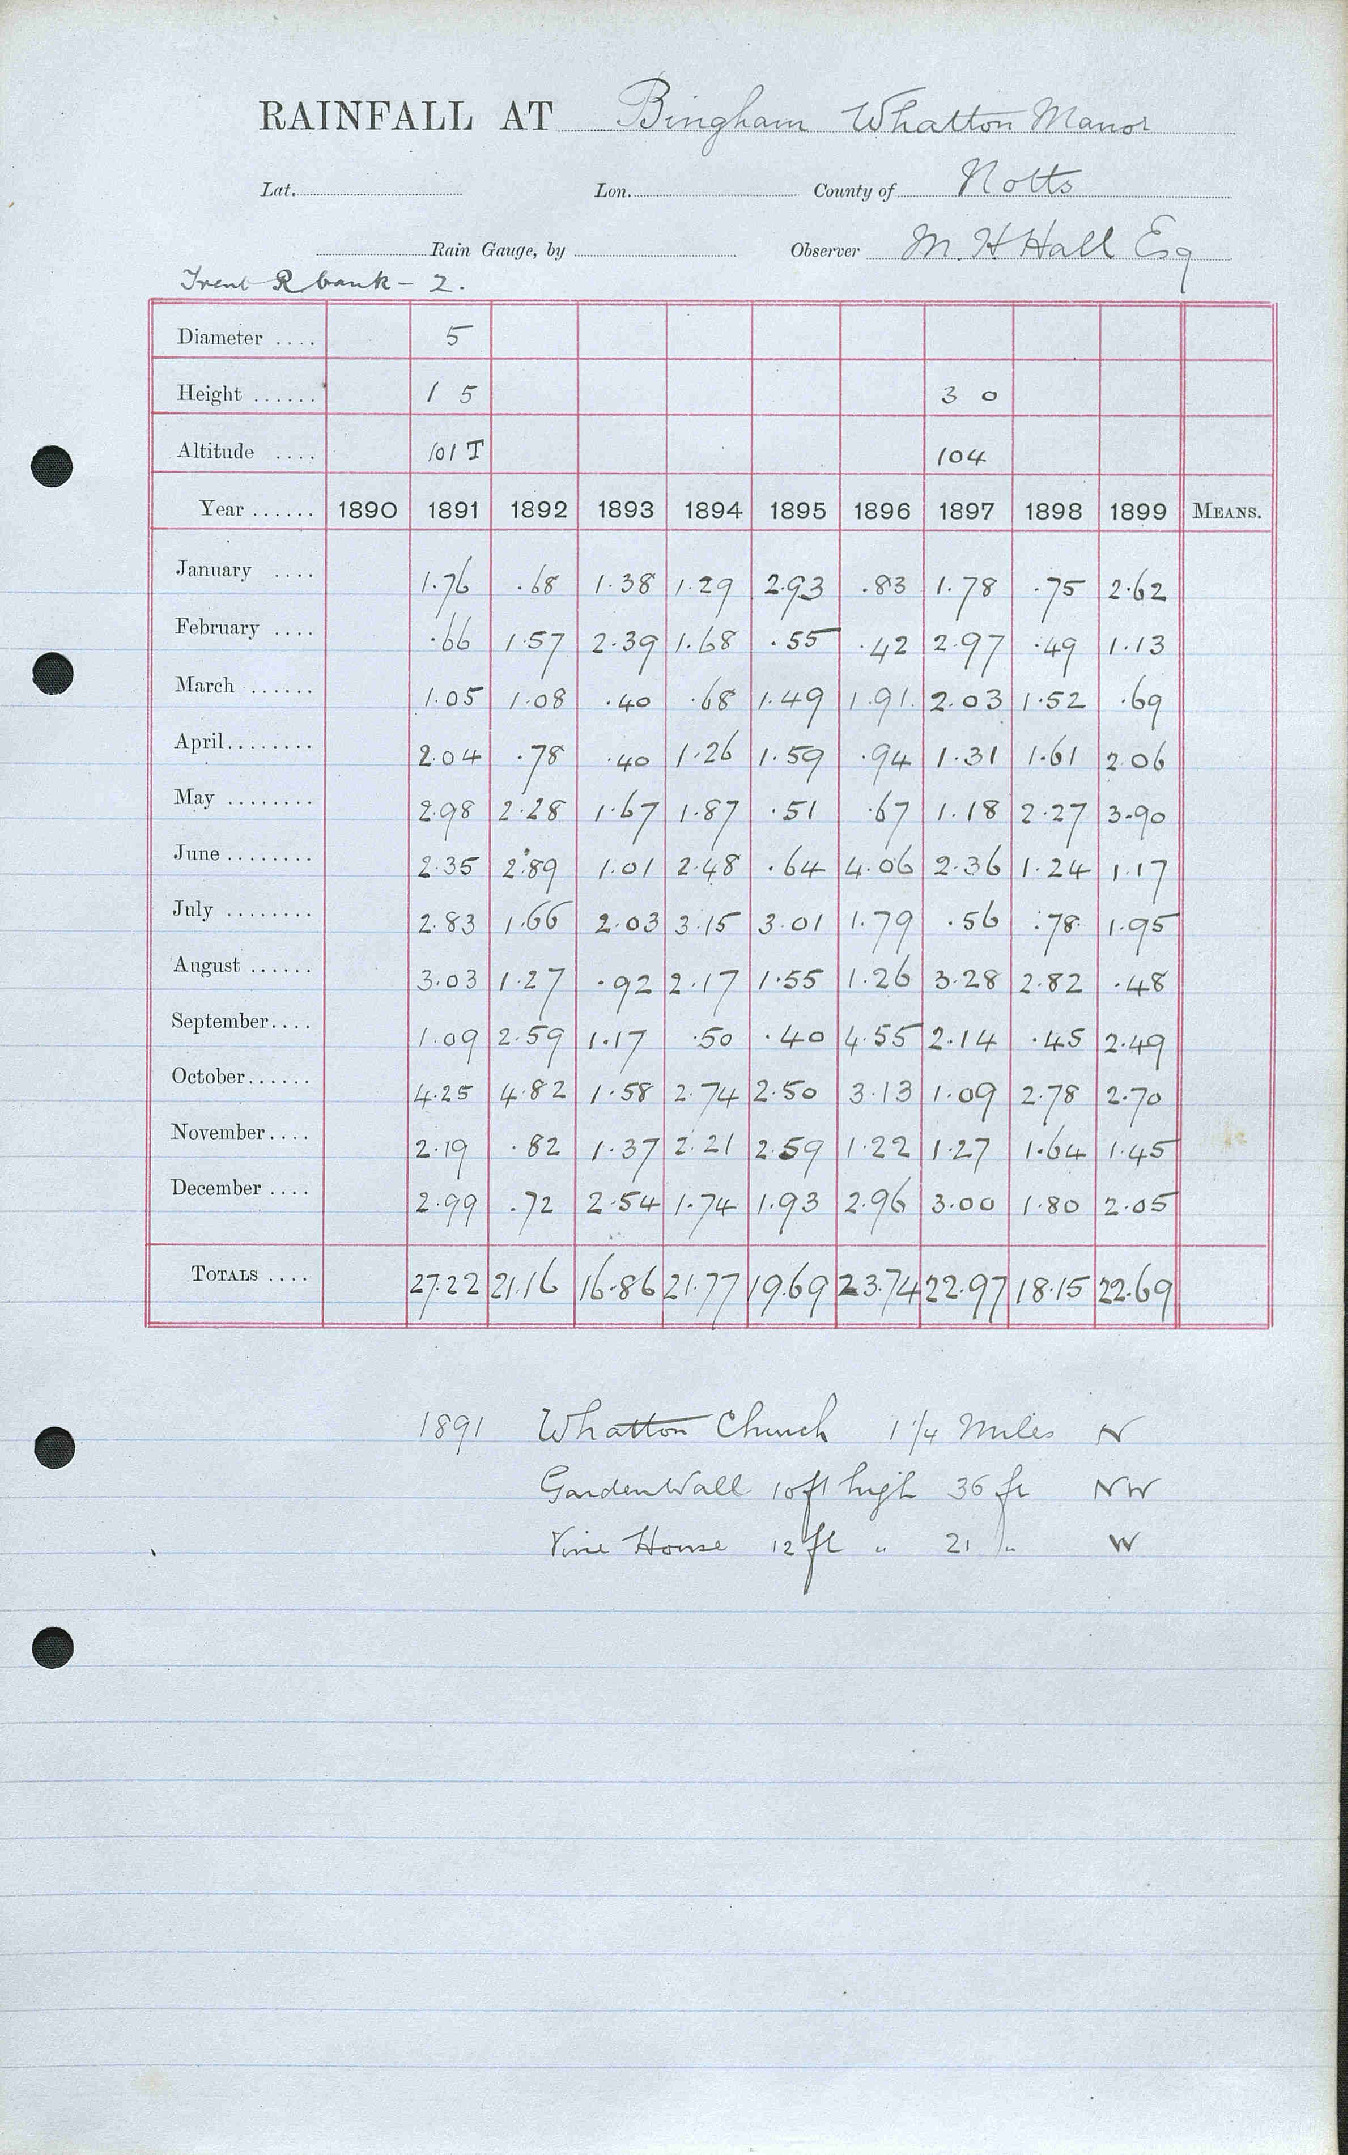 RAINFALL AT Bingham Whatton Manor
Lat. Lon. County of Notts
Rain Gauge, by Observer M. H Hall Esq
Trent R bank - 2.
Diameter .... 5
Height ...... 1 5 3 0
Altitude .... 101 T 104
Year ...... 1890 1891 1892 1893 1894 1895 1896 1897 1898 1899 MEANS.
January .... 1.76 .68 1.38 1.29 2.93 .83 1.78 .75 2.62
February .... .66 1.57 2.39 1.68 .55 .42 2.97 .49 1.13
March ...... 1.05 1.08 .40 .68 1.49 1.91. 2.03 1.52 .69
April........ 2.04 .78 .40 1.26 1.59 .94 1.31 1.61 2.06
May ........ 2.98 2.28 1.67 1.87 .51 .67 1.18 2.27 3.90
June ........ 2.35 2.89 1.01 2.48 .64 4.06 2.36 1.24 1.17
July ........ 2.83 1.66 2.03 3.15 3.01 1.79 .56 .78 1.95
August ...... 3.03 1.27 .92 2.17 1.55 1.26 3.28 2.82 .48
September.... 1.09 2.59 1.17 .50 .40 4.55 2.14 .45 2.49
October...... 4.25 4.82 1.58 2.74 2.50 3.13 1.09 2.78 2.70
November.... 2.19 .82 1.37 2.21 2.59 1.22 1.27 1.64 1.45
December .... 2.99 .72 2.54 1.74 1.93 2.96 3.00 1.80 2.05
TOTALS .... 27.22 21.16 16.86 21.77 19.69 23.74 22.97 18.15 22.69
1891 Whatton Church 1 1/4 Miles N
Garden Wall 10ft high 36 ft NW
Vine House 12 ft " 21 " W